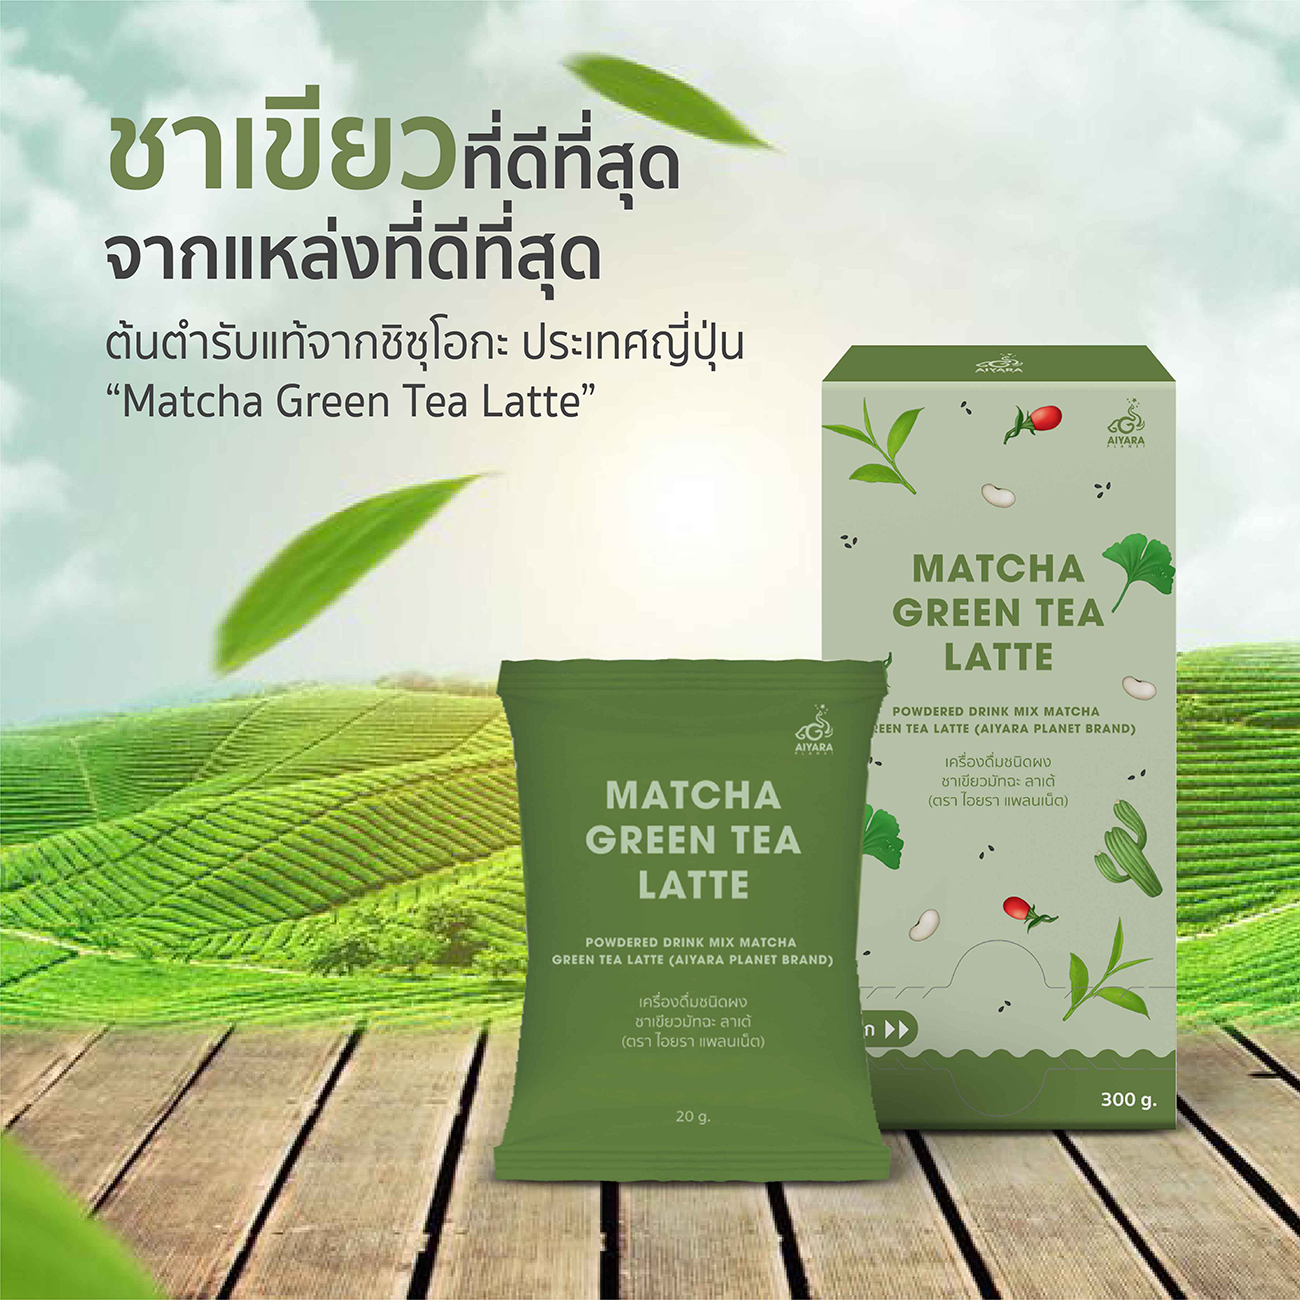 ชาเขียวที่ดีที่สุด
จากแหล่งที่ดีที่สุด
ต้นตำรับแท้จากชิซุโอกะ ประเทศญี่ปุ่น
“Matcha Green Tea Latte”
AIYARA
AIYARA
PLANET
MATCHA
GREEN TEA
LATTE
POWDERED DRINK MIX MATCHA
TEA LATTE (AIYARA PLANET BRAND)
เครื่องดื่มชนิดผง
ชาเขียวมัทฉะ ลาเต้
(ตรา ไอยรา แพลนเน็ต)
300 g.
AIYARA
PLANET
MATCHA
GREEN TEA
LATTE
POWDERED DRINK MIX MATCHA
GREEN TEA LATTE (AIYARA PLANET BRAND)
เครื่องดื่มชนิดผง
ชาเขียวมัทฉะ ลาเต้
(ตรา ไอยรา แพลนเน็ต)
20 g.